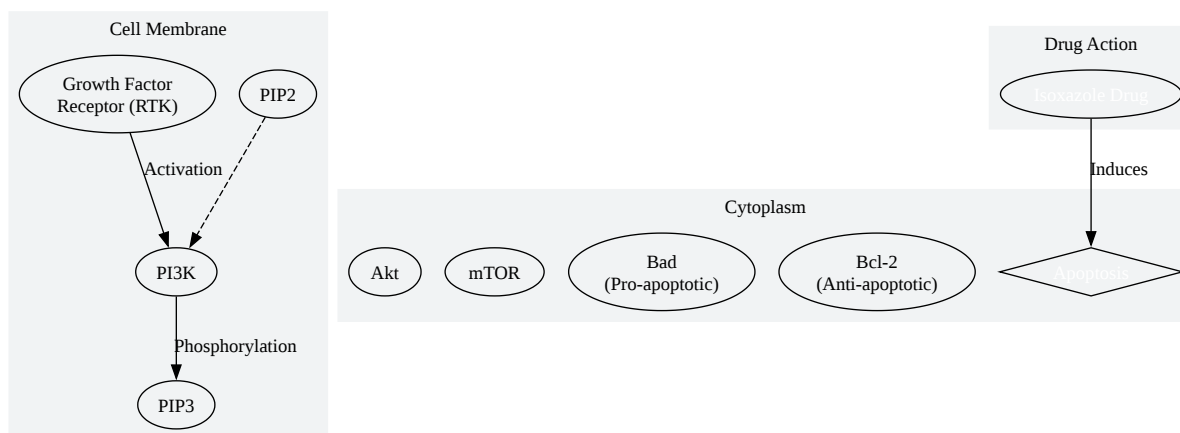 Cell Membrane
Growth Factor
Receptor (RTK)
PIP2
Activation
PI3K
Phosphorylation
PIP3
Drug Action
Isoxazole Drug
Induces
Cytoplasm
Akt
mTOR
Bad
(Pro-apoptotic)
Bcl-2
(Anti-apoptotic)
Apoptosis